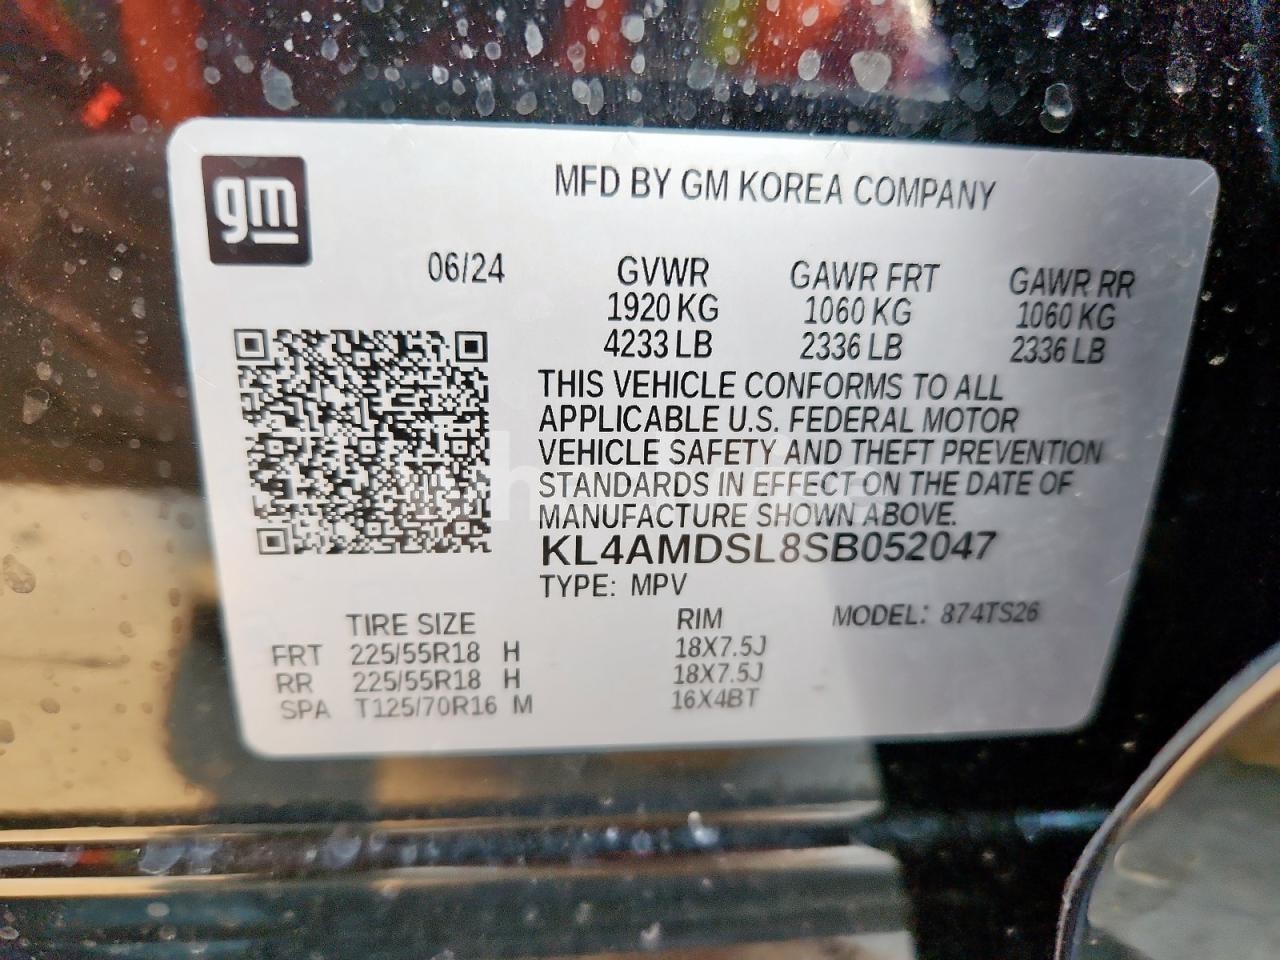 gm
MFD BY GM KOREA COMPANY
06/24 GVWR GAWR FRT GAWR RR
1920 KG 1060 KG 1060 KG
4233 LB 2336 LB 2336 LB
THIS VEHICLE CONFORMS TO ALL
APPLICABLE U.S. FEDERAL MOTOR
VEHICLE SAFETY AND THEFT PREVENTION
STANDARDS IN EFFECT ON THE DATE OF
MANUFACTURE SHOWN ABOVE.
KL4AMDSL8SB052047
TYPE: MPV
TIRE SIZE RIM MODEL: 874TS26
FRT 225/55R18 H 18X7.5J
RR 225/55R18 H 18X7.5J
SPA T125/70R16 M 16X4BT